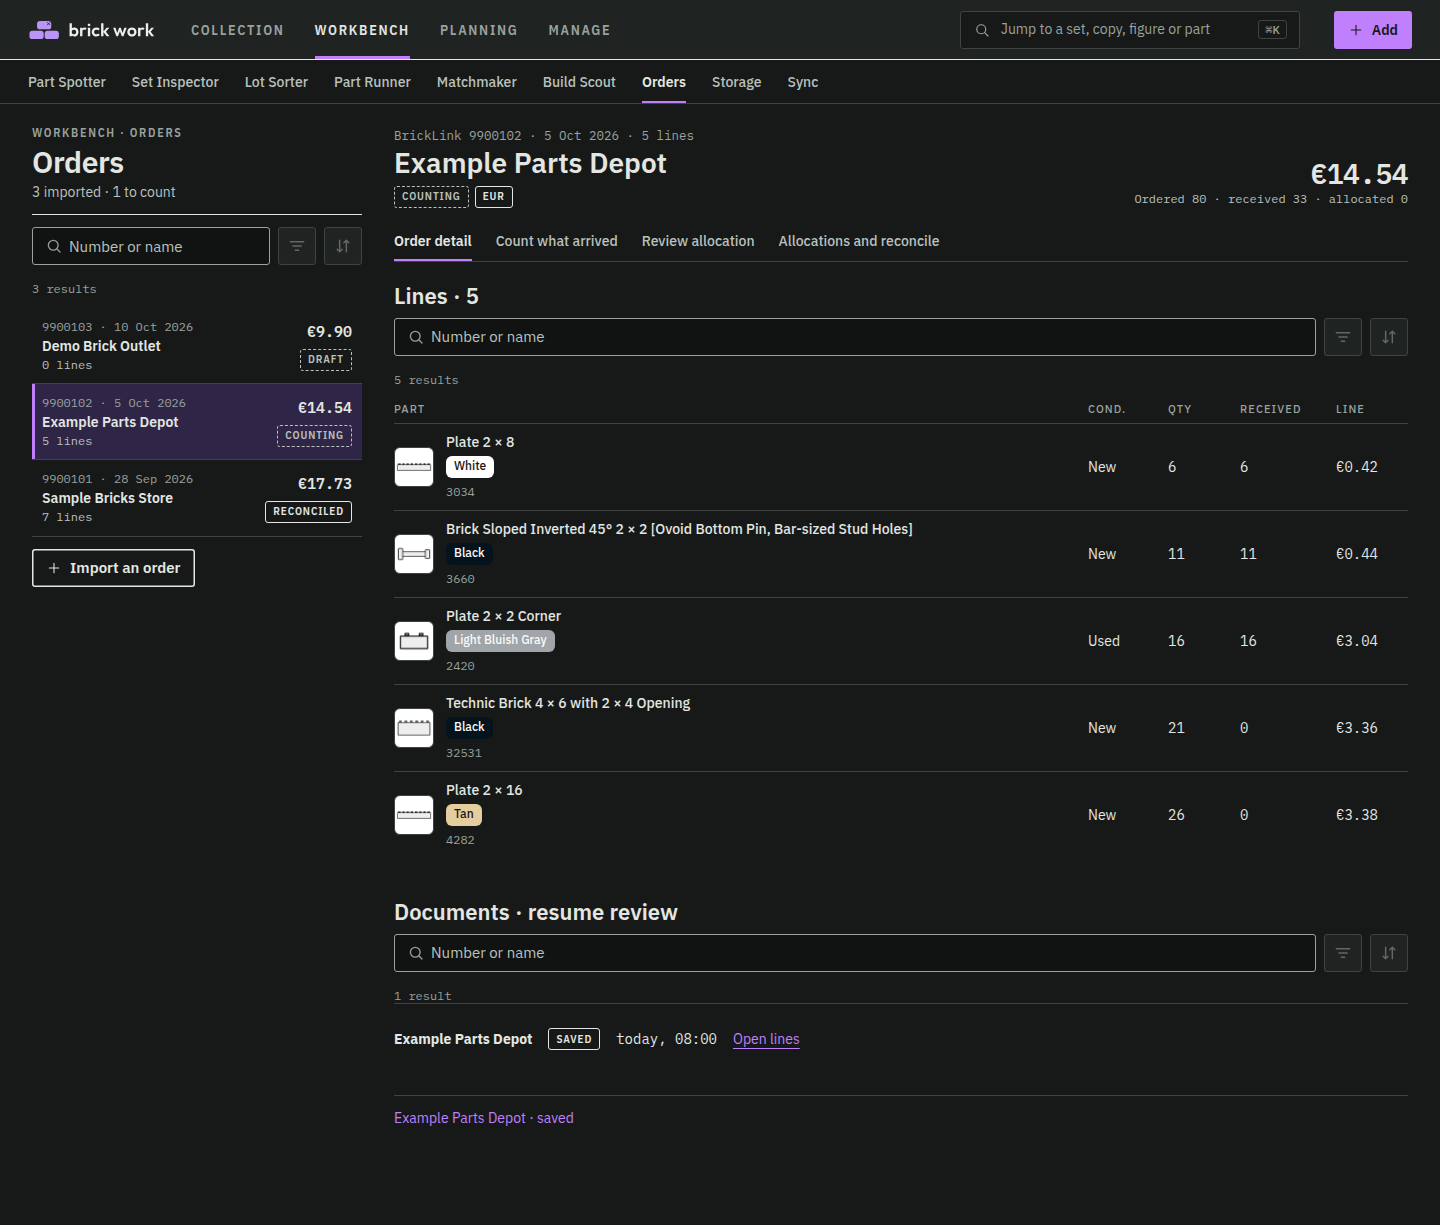 brick work
COLLECTION WORKBENCH PLANNING MANAGE
Jump to a set, copy, figure or part ⌘K
+ Add
Part Spotter Set Inspector Lot Sorter Part Runner Matchmaker Build Scout Orders Storage Sync
WORKBENCH · ORDERS
Orders
3 imported · 1 to count
Number or name
3 results
9900103 · 10 Oct 2026
€9.90
Demo Brick Outlet
0 lines
DRAFT
9900102 · 5 Oct 2026
€14.54
Example Parts Depot
5 lines
COUNTING
9900101 · 28 Sep 2026
€17.73
Sample Bricks Store
7 lines
RECONCILED
+ Import an order
BrickLink 9900102 · 5 Oct 2026 · 5 lines
Example Parts Depot
COUNTING EUR
€14.54
Ordered 80 · received 33 · allocated 0
Order detail Count what arrived Review allocation Allocations and reconcile
Lines · 5
Number or name
5 results
PART COND. QTY RECEIVED LINE
Plate 2 × 8
White
3034
New 6 6 €0.42
Brick Sloped Inverted 45° 2 × 2 [Ovoid Bottom Pin, Bar-sized Stud Holes]
Black
3660
New 11 11 €0.44
Plate 2 × 2 Corner
Light Bluish Gray
2420
Used 16 16 €3.04
Technic Brick 4 × 6 with 2 × 4 Opening
Black
32531
New 21 0 €3.36
Plate 2 × 16
Tan
4282
New 26 0 €3.38
Documents · resume review
Number or name
1 result
Example Parts Depot SAVED today, 08:00 Open lines
Example Parts Depot · saved